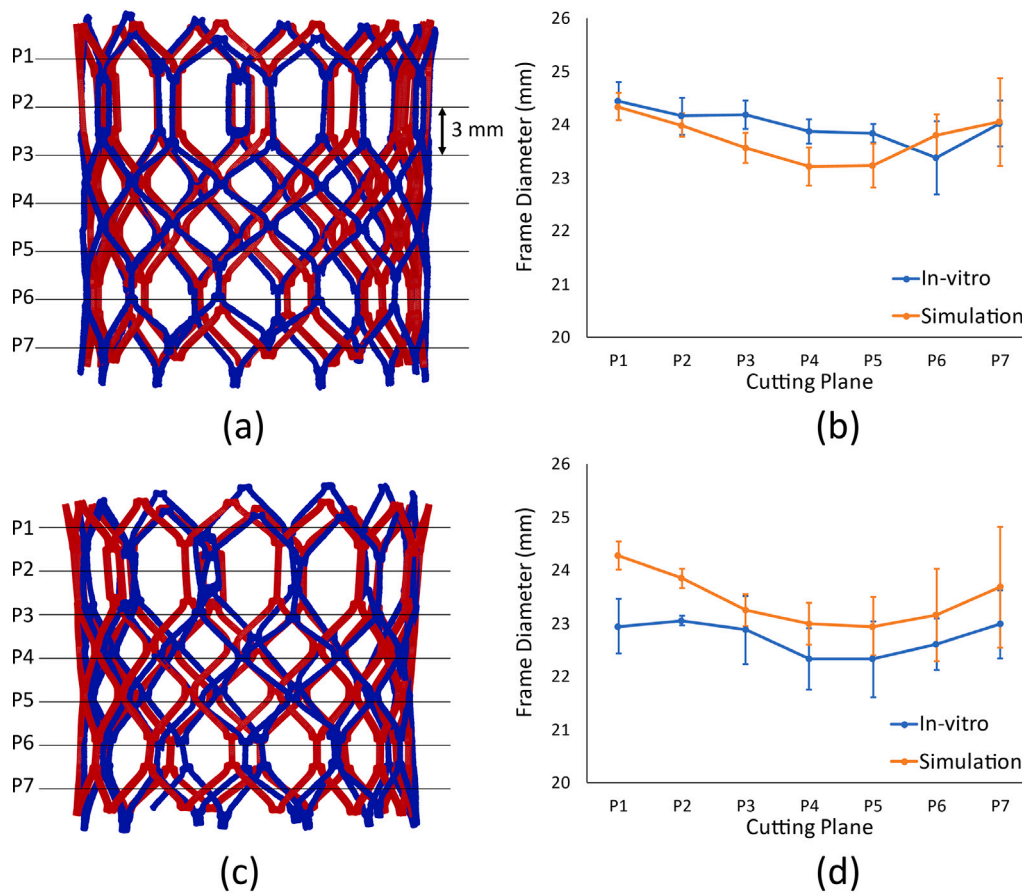 P1
P2
3 mm
P3
P4
P5
P6
P7
(a)
Frame Diameter (mm)
26
25
24
23
22
21
20
In-vitro
Simulation
P1 P2 P3 P4 P5 P6 P7
Cutting Plane
(b)
P1
P2
P3
P4
P5
P6
P7
(c)
Frame Diameter (mm)
26
25
24
23
22
21
20
In-vitro
Simulation
P1 P2 P3 P4 P5 P6 P7
Cutting Plane
(d)